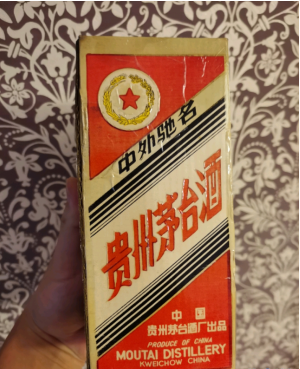 中外驰名
贵州茅台酒
中国
贵州茅台酒厂出品
PRODUCE OF CHINA
MOUTAI DISTILLERY
KWEICHOW CHINA